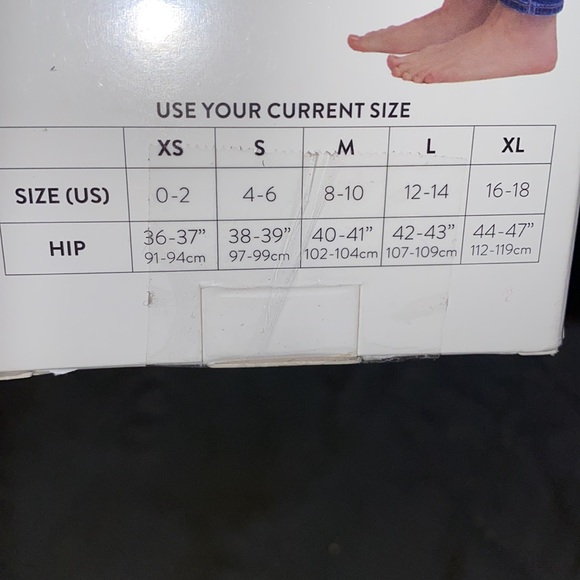 USE YOUR CURRENT SIZE
XS S M L XL
SIZE (US) 0-2 4-6 8-10 12-14 16-18
HIP 36-37” 38-39” 40-41” 42-43” 44-47”
91-94cm 97-99cm 102-104cm 107-109cm 112-119cm